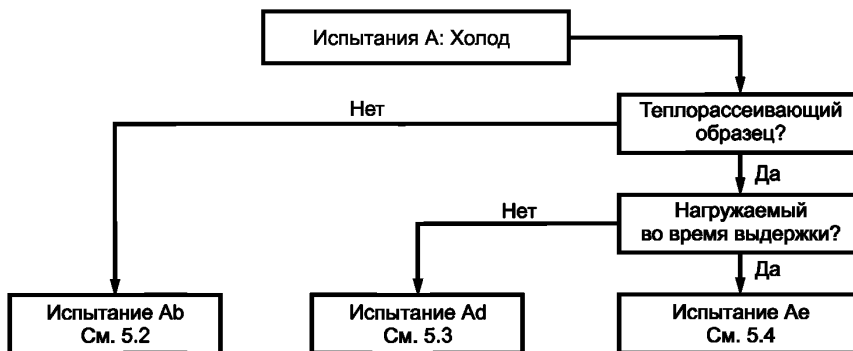 Испытания А: Холод
Нет
Теплорассеивающий
образец?
Да
Нет
Нагружаемый
во время выдержки?
Да
Испытание Ab
См. 5.2
Испытание Ad
См. 5.3
Испытание Ae
См. 5.4